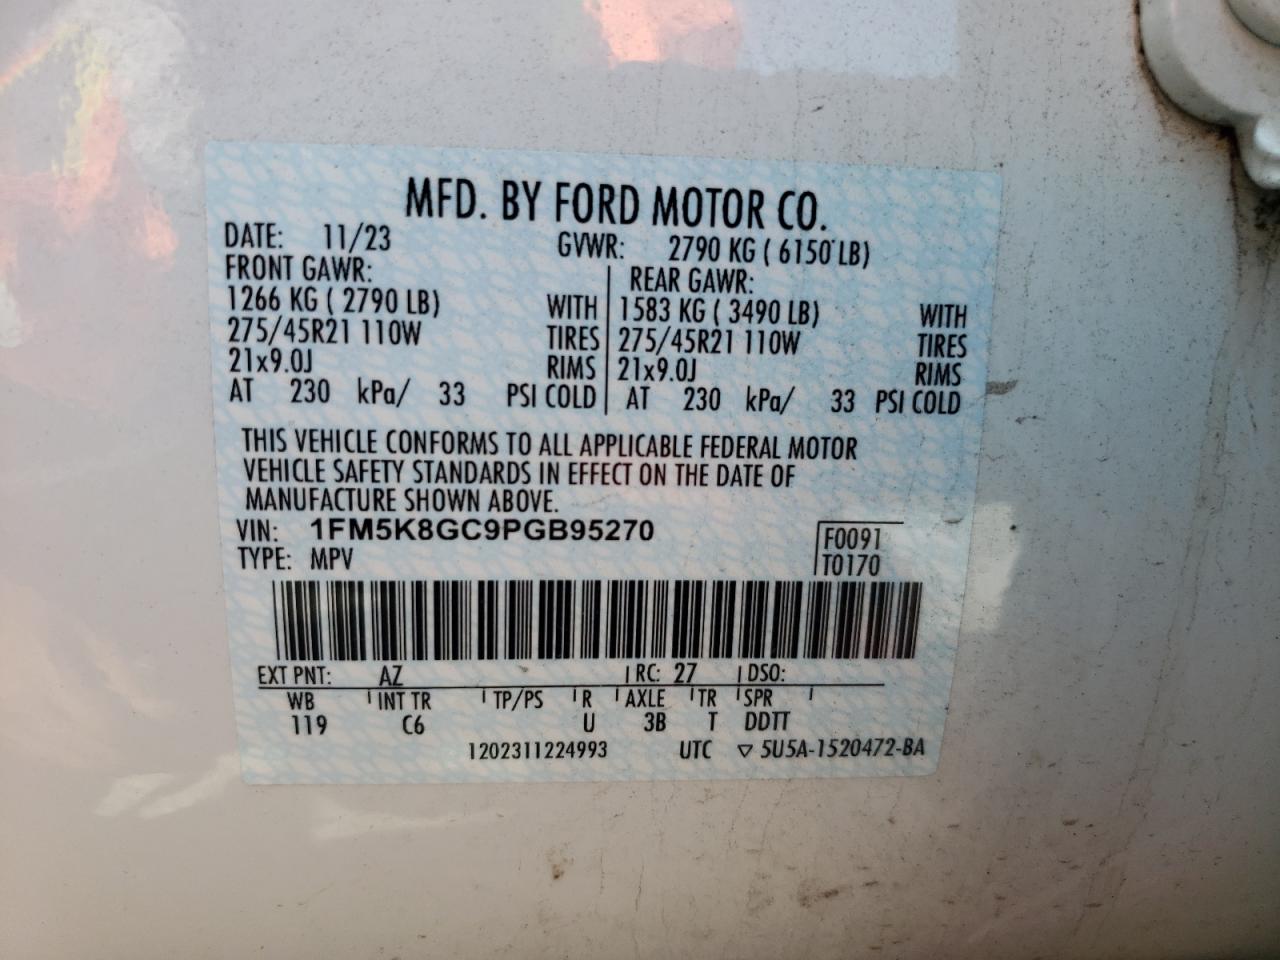 MFD. BY FORD MOTOR CO.
DATE: 11/23 GVWR: 2790 KG ( 6150 LB)
FRONT GAWR: REAR GAWR:
1266 KG ( 2790 LB) WITH 1583 KG ( 3490 LB) WITH
275/45R21 110W TIRES 275/45R21 110W TIRES
21x9.0J RIMS 21x9.0J RIMS
AT 230 kPa/ 33 PSI COLD AT 230 kPa/ 33 PSI COLD
THIS VEHICLE CONFORMS TO ALL APPLICABLE FEDERAL MOTOR
VEHICLE SAFETY STANDARDS IN EFFECT ON THE DATE OF
MANUFACTURE SHOWN ABOVE.
VIN: 1FM5K8GC9PGB95270 F0091
TYPE: MPV T0170
EXT PNT: AZ RC: 27 DSO:
WB INT TR TP/PS R AXLE TR SPR
119 C6 U 3B T DDTT
1202311224993 UTC ▽ 5U5A-1520472-BA